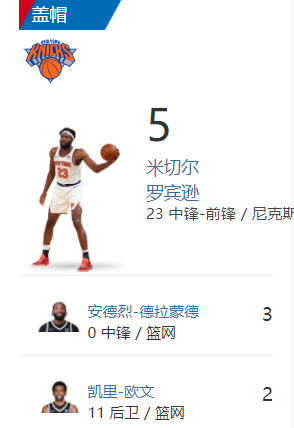 盖帽
NEW YORK
KNICKS
5
米切尔
罗宾逊
23 中锋-前锋 / 尼克斯
安德烈-德拉蒙德
3
0 中锋 / 篮网
凯里-欧文
2
11 后卫 / 篮网